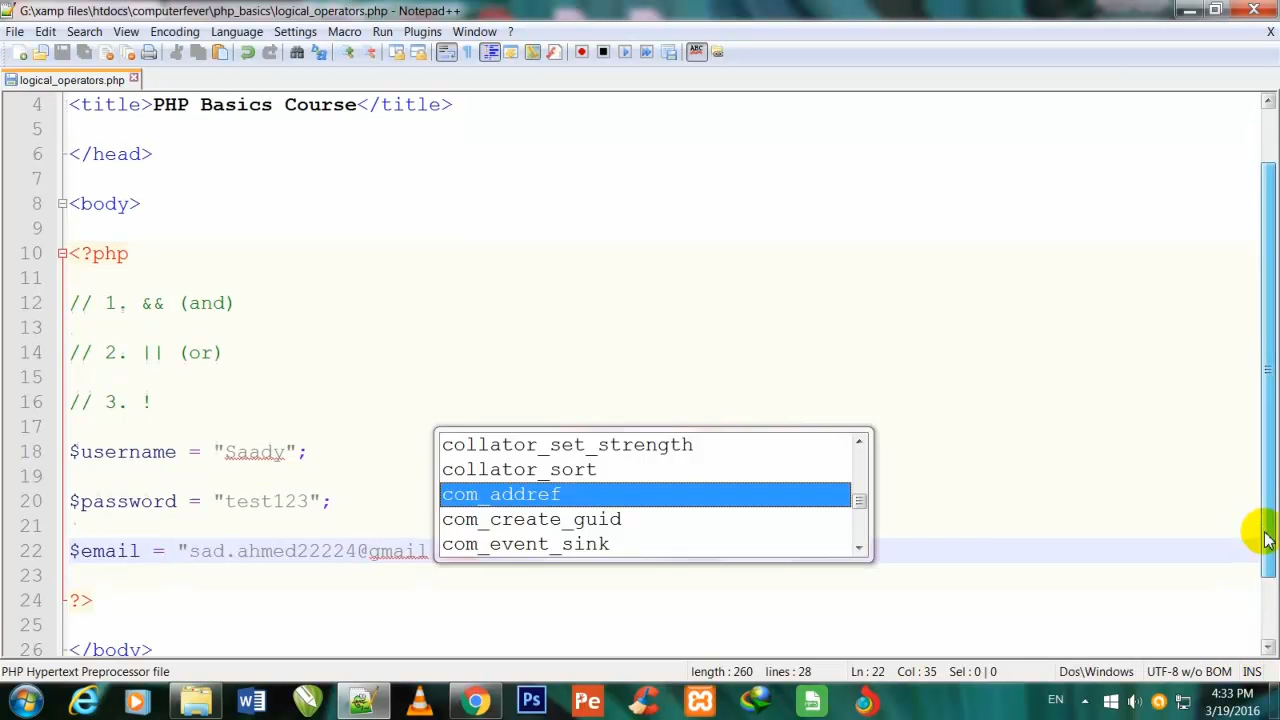 G:\xamp files\htdocs\computerfever\php_basics\logical_operators.php - Notepad++
File Edit Search View Encoding Language Settings Macro Run Plugins Window ? X
logical_operators.php
4 <title>PHP Basics Course</title>
5
6 </head>
7
8 <body>
9
10 <?php
11
12 // 1. && (and)
13
14 // 2. || (or)
15
16 // 3. !
17
18 $username = "Saady";
19
20 $password = "test123";
21
22 $email = "sad.ahmed22224@gmail
23
24 ?>
25
26 </body>
collator_set_strength
collator_sort
com_addref
com_create_guid
com_event_sink
PHP Hypertext Preprocessor file length : 260 lines : 28 Ln : 22 Col : 35 Sel : 0 | 0 Dos\Windows UTF-8 w/o BOM INS
W Ps Pe EN 4:33 PM
3/19/2016